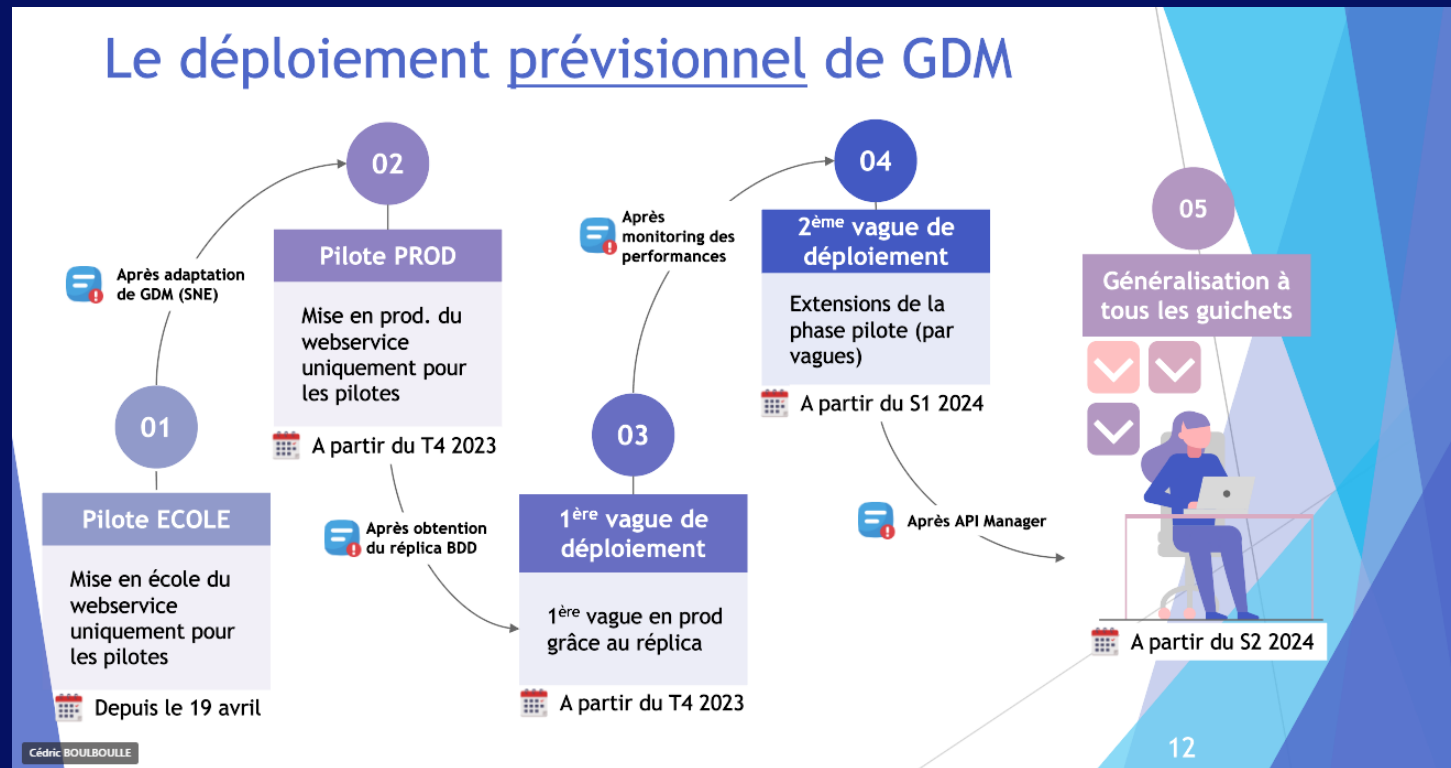 Le déploiement prévisionnel de GDM
01
Pilote ECOLE
Mise en école du
webservice
uniquement pour
les pilotes
Depuis le 19 avril
Après adaptation
de GDM (SNE)
02
Pilote PROD
Mise en prod. du
webservice
uniquement pour
les pilotes
A partir du T4 2023
Après obtention
du réplica BDD
03
1ère vague de
déploiement
1ère vague en prod
grâce au réplica
A partir du T4 2023
Après
monitoring des
performances
04
2ème vague de
déploiement
Extensions de la
phase pilote (par
vagues)
A partir du S1 2024
Après API Manager
05
Généralisation à
tous les guichets
A partir du S2 2024
Cédric BOULBOULLE
12